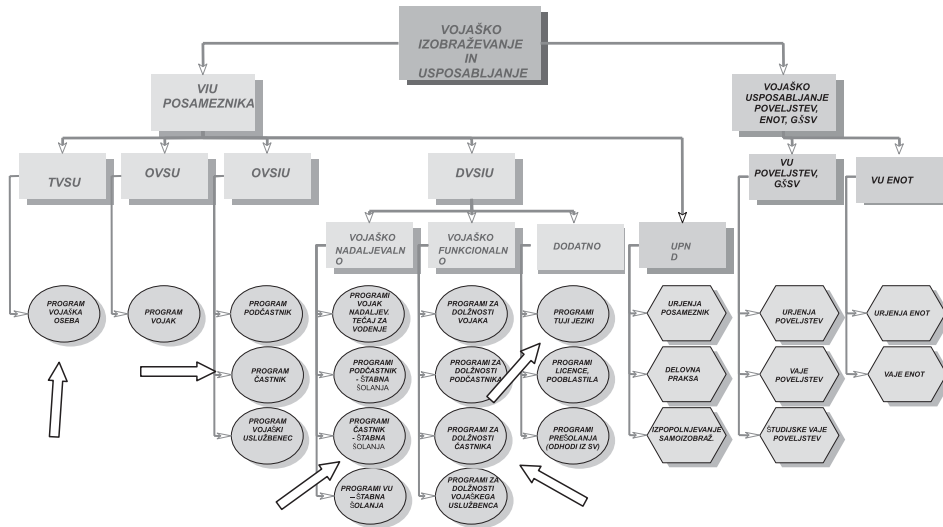 VOJAŠKO
IZOBRAŽEVANJE
IN
USPOSABLJANJE
VIU
POSAMEZNIKA
VOJAŠKO
USPOSABLJANJE
POVELJSTEV,
ENOT, GŠSV
TVSU
OVSU
OVSIU
DVSIU
VU
POVELJSTEV,
GŠSV
VU ENOT
VOJAŠKO
NADALJEVALN
O
VOJAŠKO
FUNKCIONALN
O
DODATNO
UPN
D
PROGRAM
VOJAŠKA
OSEBA
PROGRAM
VOJAK
PROGRAM
PODČASTNIK
PROGRAMI
VOJAK
NADALJEV.
TEČAJ ZA
VODENJE
PROGRAMI ZA
DOLŽNOSTI
VOJAKA
PROGRAMI
TUJI JEZIKI
URJENJA
POSAMEZNIK
URJENJA
POVELJSTEV
URJENJA ENOT
PROGRAM
ČASTNIK
PROGRAMI
PODČASTNIK
- ŠTABNA
ŠOLANJA
PROGRAMI ZA
DOLŽNOSTI
PODČASTNIKA
PROGRAMI
LICENCE,
POOBLASTILA
DELOVNA
PRAKSA
VAJE
POVELJSTEV
VAJE ENOT
PROGRAM
VOJAŠKI
USLUŽBENEC
PROGRAMI
ČASTNIK
- ŠTABNA
ŠOLANJA
PROGRAMI ZA
DOLŽNOSTI
ČASTNIKA
PROGRAMI
PREŠOLANJA
(ODHODI IZ SV)
IZPOPOLNJEVANJE
SAMOIZOBRAŽ.
ŠTUDIJSKE VAJE
POVELJSTEV
PROGRAMI VU
– ŠTABNA
ŠOLANJA
PROGRAMI ZA
DOLŽNOSTI
VOJAŠKEGA
USLUŽBENCA